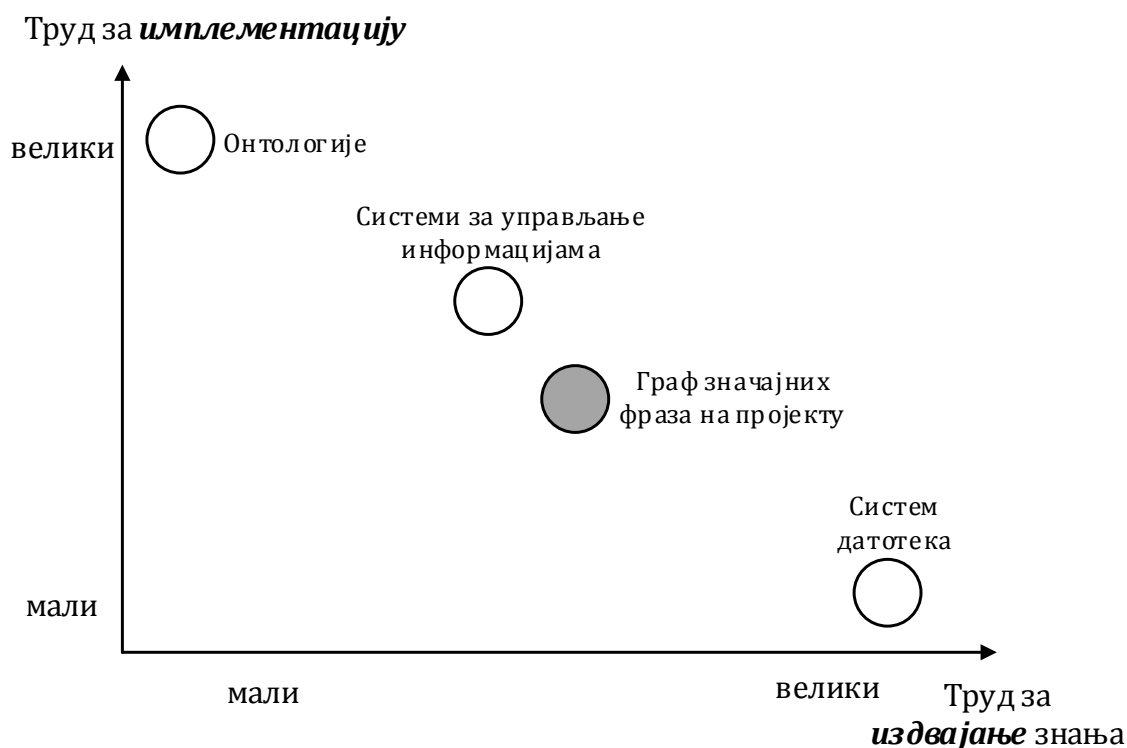 Труд за имплементацију
велики
Онтологије
Системи за управљање
информацијама
Граф значајних
фраза на пројекту
Систем
датотека
мали
мали
велики
Труд за
издвајање знања